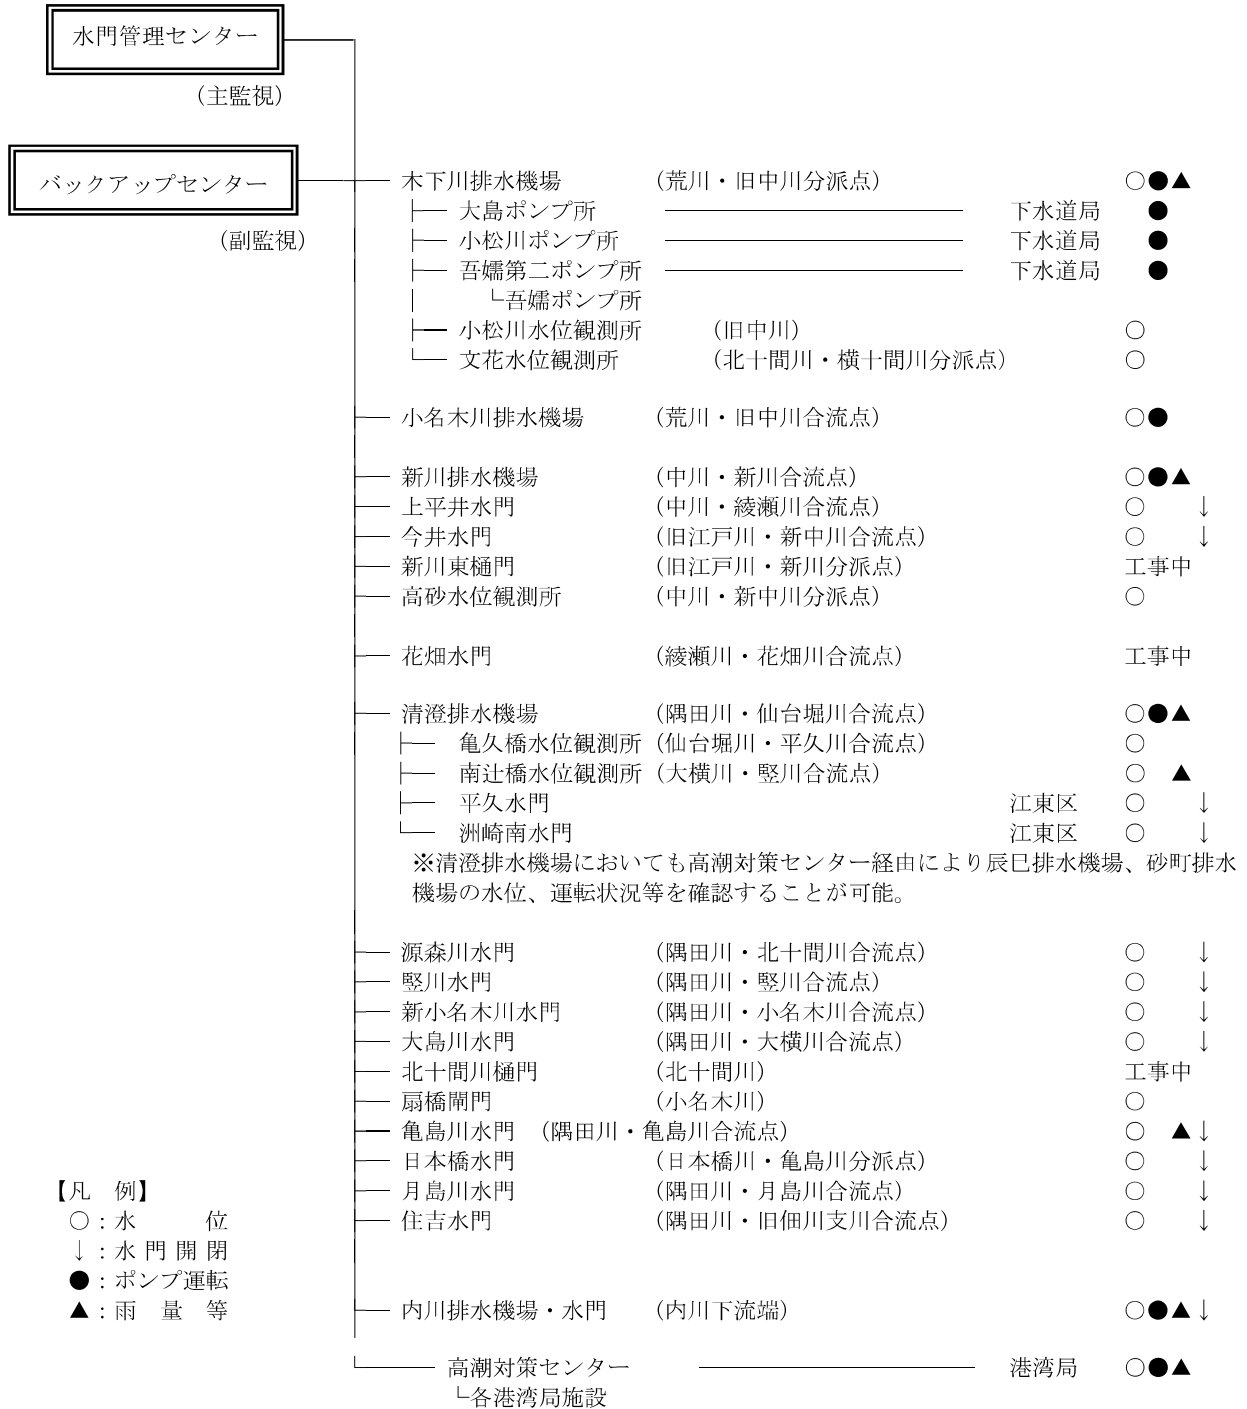 水門管理センター
（主監視）
バックアップセンター
（副監視）
木下川排水機場 （荒川・旧中川分派点） ○●▲
大島ポンプ所 下水道局 ●
小松川ポンプ所 下水道局 ●
吾嬬第二ポンプ所 下水道局 ●
└吾嬬ポンプ所
小松川水位観測所 （旧中川） ○
文花水位観測所 （北十間川・横十間川分派点） ○
小名木川排水機場 （荒川・旧中川合流点） ○●
新川排水機場 （中川・新川合流点） ○●▲
上平井水門 （中川・綾瀬川合流点） ○ ↓
今井水門 （旧江戸川・新中川合流点） ○ ↓
新川東樋門 （旧江戸川・新川分派点） 工事中
高砂水位観測所 （中川・新中川分派点） ○
花畑水門 （綾瀬川・花畑川合流点） 工事中
清澄排水機場 （隅田川・仙台堀川合流点） ○●▲
亀久橋水位観測所（仙台堀川・平久川合流点） ○
南辻橋水位観測所（大横川・竪川合流点） ○ ▲
平久水門 江東区 ○ ↓
洲崎南水門 江東区 ○ ↓
※清澄排水機場においても高潮対策センター経由により辰巳排水機場、砂町排水
機場の水位、運転状況等を確認することが可能。
源森川水門 （隅田川・北十間川合流点） ○ ↓
竪川水門 （隅田川・竪川合流点） ○ ↓
新小名木川水門 （隅田川・小名木川合流点） ○ ↓
大島川水門 （隅田川・大横川合流点） ○ ↓
北十間川樋門 （北十間川） 工事中
扇橋閘門 （小名木川） ○
亀島川水門 （隅田川・亀島川合流点） ○ ▲↓
日本橋水門 （日本橋川・亀島川分派点） ○ ↓
月島川水門 （隅田川・月島川合流点） ○ ↓
住吉水門 （隅田川・旧佃川支川合流点） ○ ↓
内川排水機場・水門 （内川下流端） ○●▲↓
高潮対策センター 港湾局 ○●▲
└各港湾局施設
【凡 例】
○：水 位
↓：水 門 開 閉
●：ポンプ運転
▲：雨 量 等